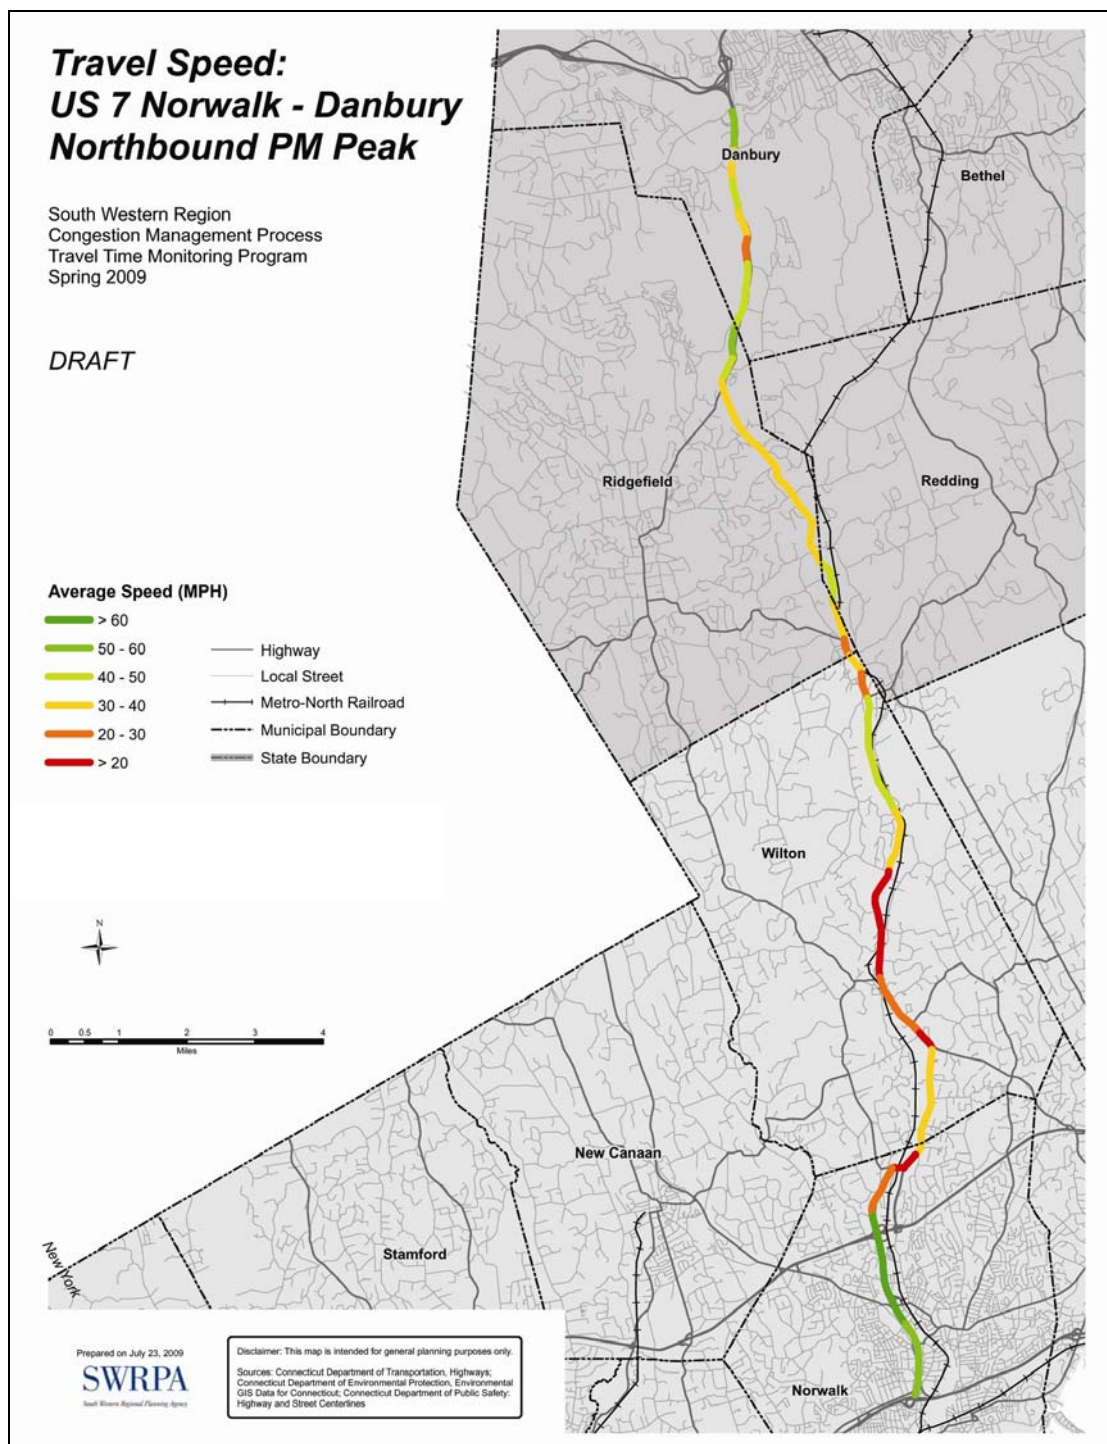 Travel Speed:
US 7 Norwalk - Danbury
Northbound PM Peak
South Western Region
Congestion Management Process
Travel Time Monitoring Program
Spring 2009
DRAFT
Danbury
Bethel
Ridgefield
Redding
Average Speed (MPH)
> 60
50 - 60
40 - 50
30 - 40
20 - 30
> 20
Highway
Local Street
Metro-North Railroad
Municipal Boundary
State Boundary
Wilton
N
0 0.5 1 2 3 4
Miles
New Canaan
Stamford
New York
Norwalk
Prepared on July 23, 2009
SWRPA
South Western Regional Planning Agency
Disclaimer: This map is intended for general planning purposes only.
Sources: Connecticut Department of Transportation, Highways;
Connecticut Department of Environmental Protection, Environmental
GIS Data for Connecticut; Connecticut Department of Public Safety:
Highway and Street Centerlines